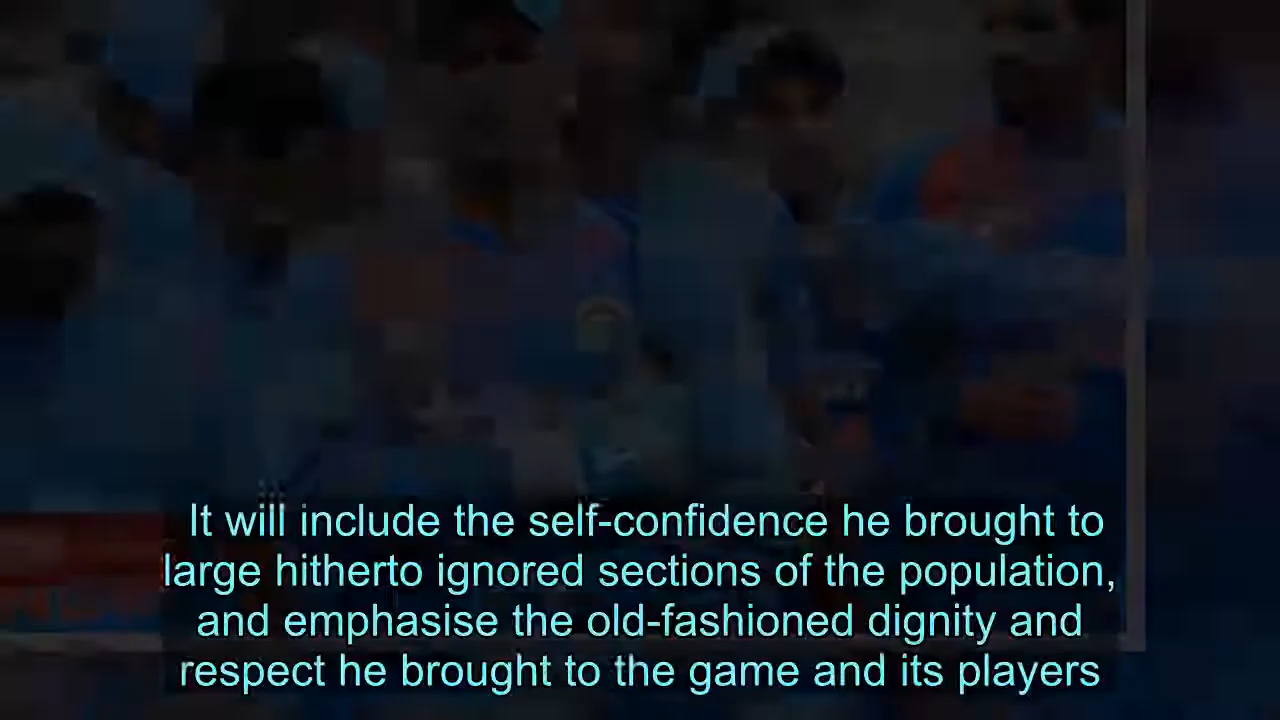 It will include the self-confidence he brought to
large hitherto ignored sections of the population,
and emphasise the old-fashioned dignity and
respect he brought to the game and its players